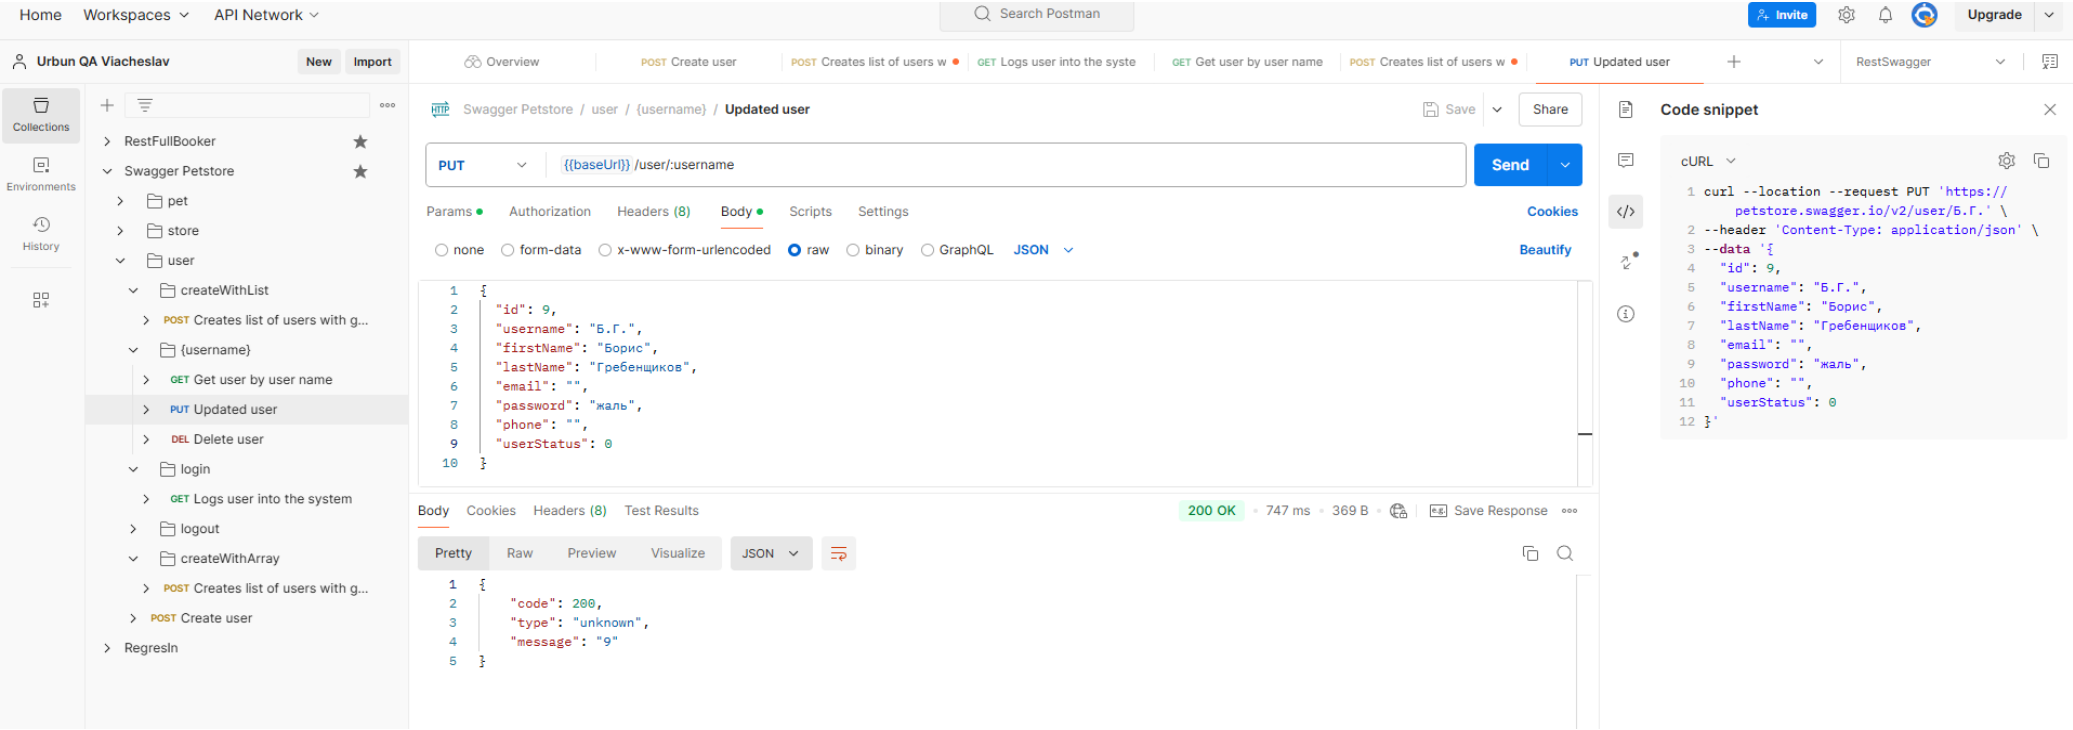 Home Workspaces API Network Search Postman Invite Upgrade
Urbun QA Viacheslav New Import
Overview POST Create user POST Creates list of users w GET Logs user into the syste GET Get user by user name POST Creates list of users w PUT Updated user RestSwagger
Collections
Environments
History
RestFullBooker
Swagger Petstore
pet
store
user
createWithList
POST Creates list of users with g...
{username}
GET Get user by user name
PUT Updated user
DEL Delete user
login
GET Logs user into the system
logout
createWithArray
POST Creates list of users with g...
POST Create user
RegresIn
HTTP Swagger Petstore / user / {username} / Updated user Save Share
PUT {{baseUrl}} /user/:username Send
Params Authorization Headers (8) Body Scripts Settings Cookies
none form-data x-www-form-urlencoded raw binary GraphQL JSON Beautify
1 {
2 "id": 9,
3 "username": "Б.Г.",
4 "firstName": "Борис",
5 "lastName": "Гребенщиков",
6 "email": "",
7 "password": "жаль",
8 "phone": "",
9 "userStatus": 0
10 }
Body Cookies Headers (8) Test Results 200 OK 747 ms 369 B e.g. Save Response
Pretty Raw Preview Visualize JSON
1 {
2 "code": 200,
3 "type": "unknown",
4 "message": "9"
5 }
Code snippet
cURL
1 curl --location --request PUT 'https://
petstore.swagger.io/v2/user/Б.Г.' \
2 --header 'Content-Type: application/json' \
3 --data '{
4 "id": 9,
5 "username": "Б.Г.",
6 "firstName": "Борис",
7 "lastName": "Гребенщиков",
8 "email": "",
9 "password": "жаль",
10 "phone": "",
11 "userStatus": 0
12 }'